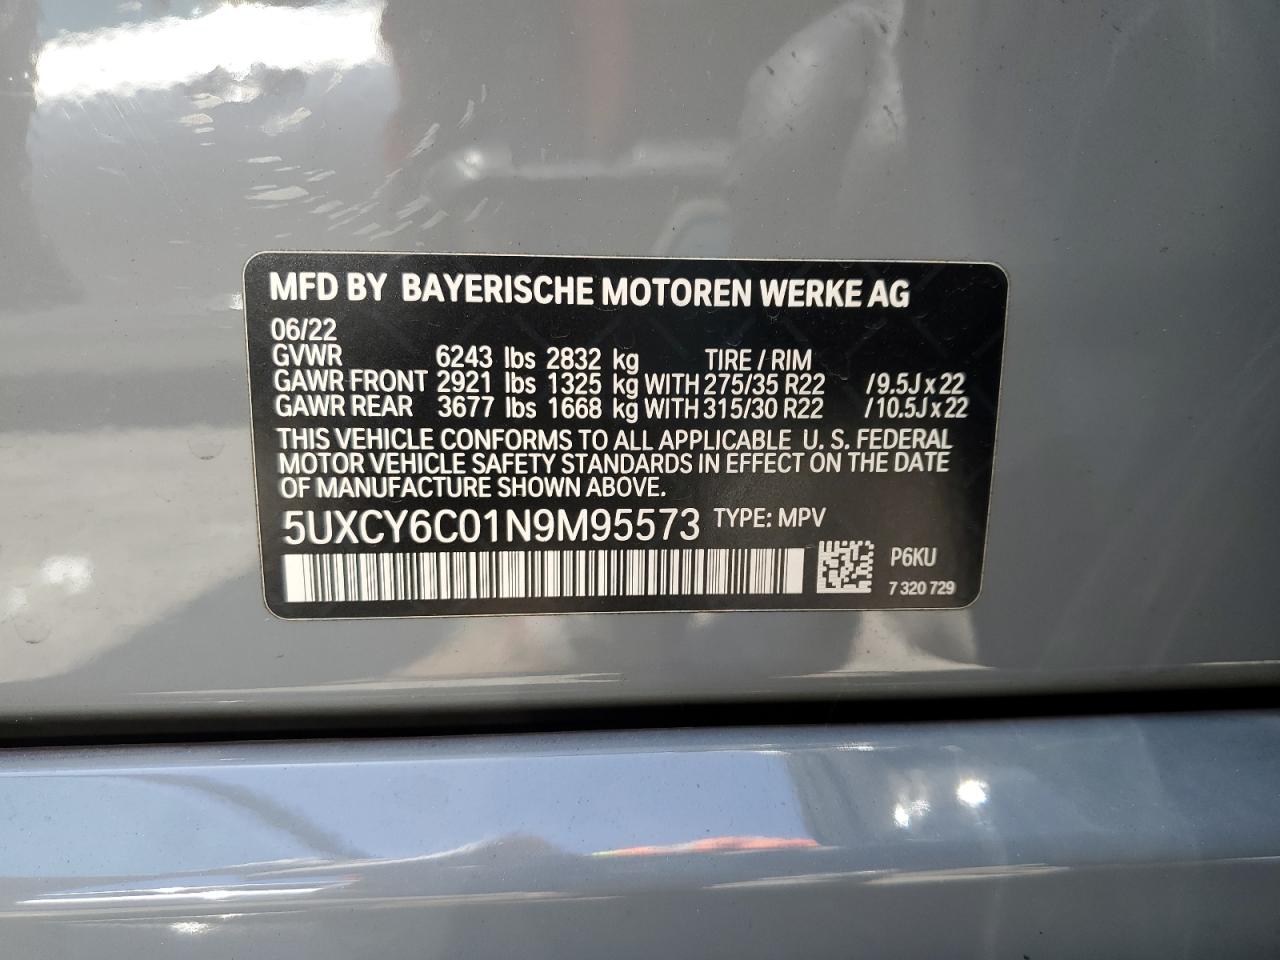 MFD BY BAYERISCHE MOTOREN WERKE AG
06/22
GVWR 6243 lbs 2832 kg TIRE / RIM
GAWR FRONT 2921 lbs 1325 kg WITH 275/35 R22 /9.5J x 22
GAWR REAR 3677 lbs 1668 kg WITH 315/30 R22 /10.5J x 22
THIS VEHICLE CONFORMS TO ALL APPLICABLE U. S. FEDERAL
MOTOR VEHICLE SAFETY STANDARDS IN EFFECT ON THE DATE
OF MANUFACTURE SHOWN ABOVE.
5UXCY6C01N9M95573 TYPE: MPV
P6KU
7 320 729